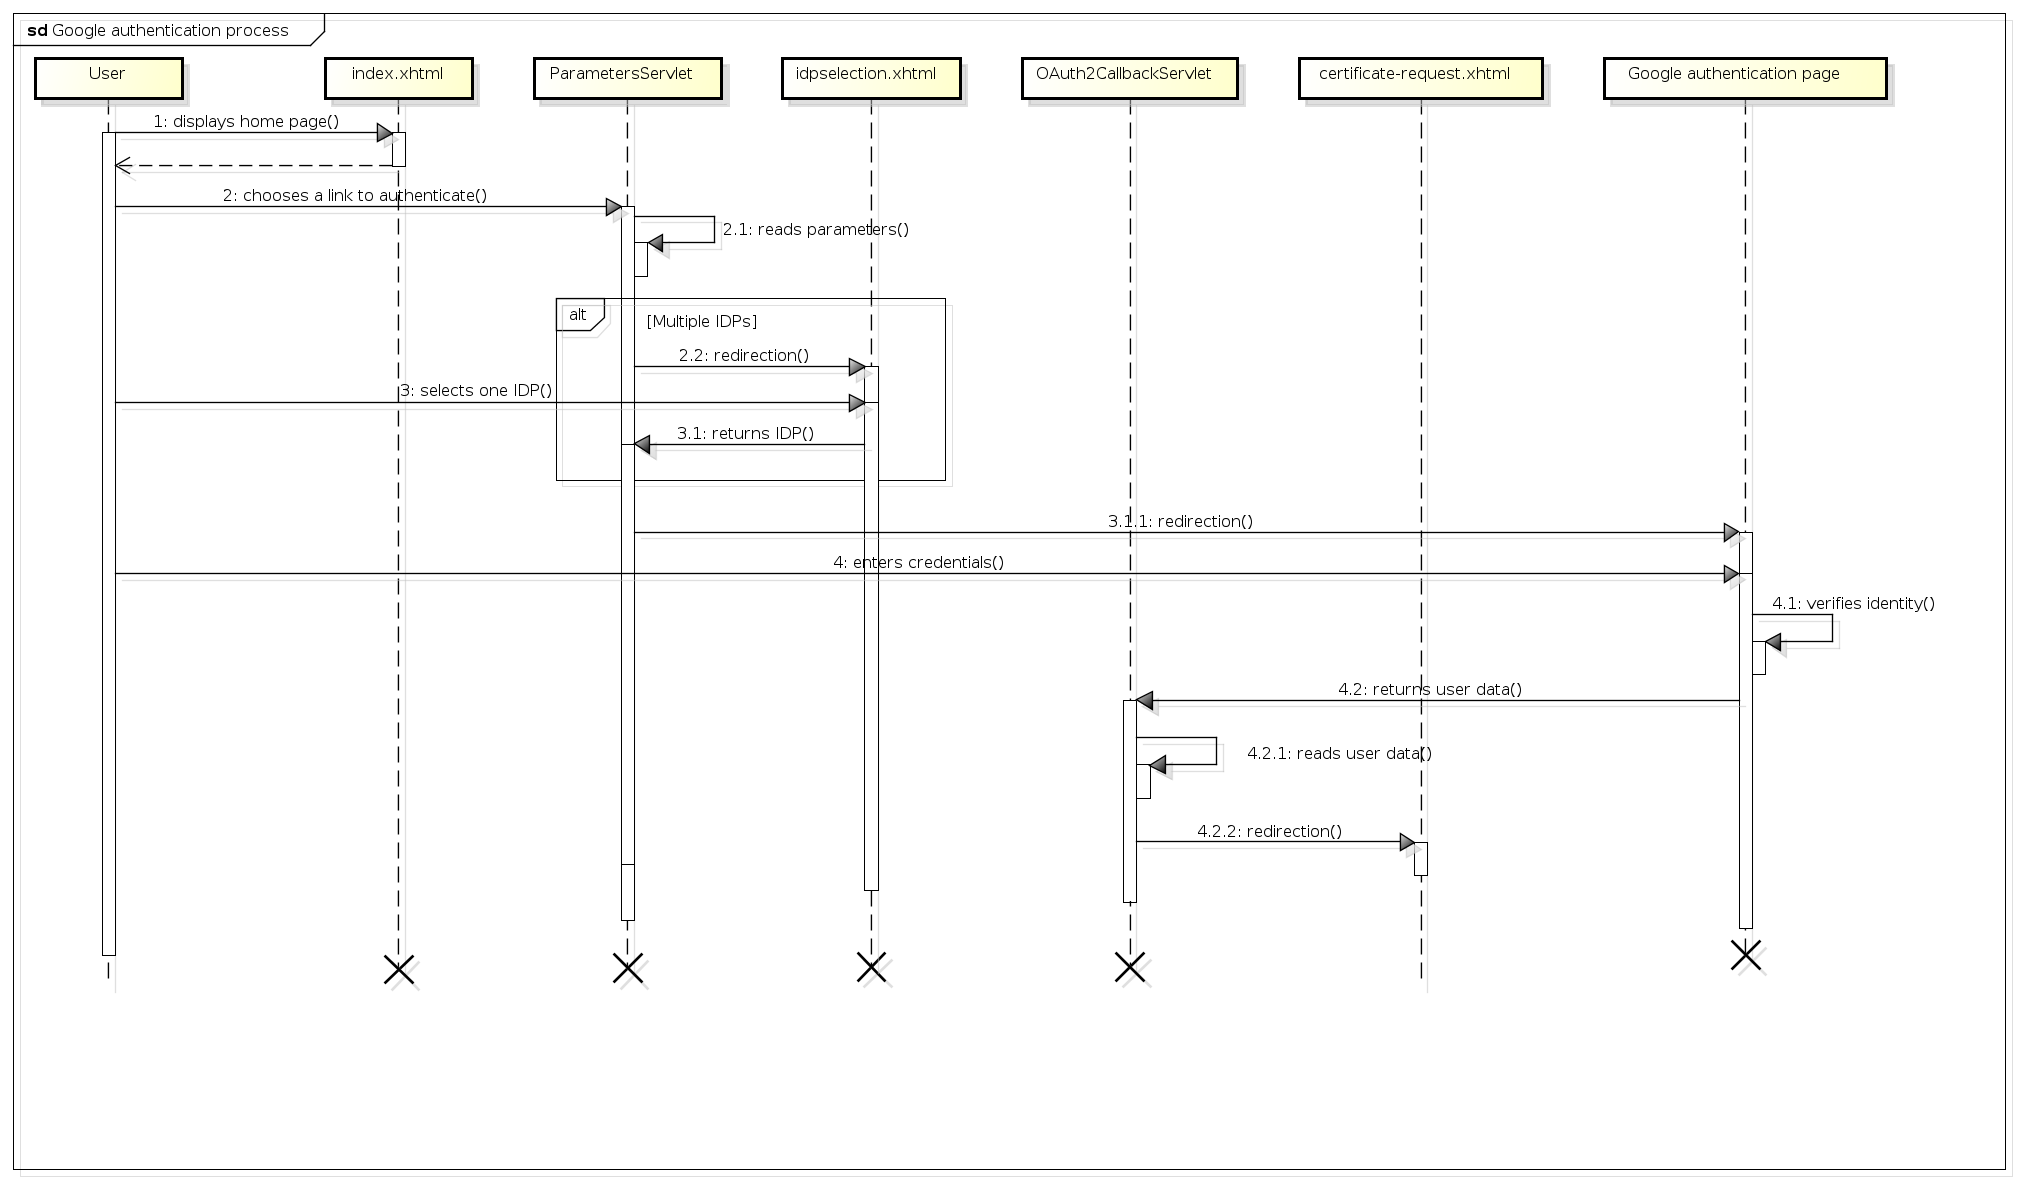 sd Google authentication process
User
index.xhtml
ParametersServlet
idpselection.xhtml
OAuth2CallbackServlet
certificate-request.xhtml
Google authentication page
1: displays home page()
2: chooses a link to authenticate()
2.1: reads parameters()
alt
[Multiple IDPs]
2.2: redirection()
3: selects one IDP()
3.1: returns IDP()
3.1.1: redirection()
4: enters credentials()
4.1: verifies identity()
4.2: returns user data()
4.2.1: reads user data()
4.2.2: redirection()